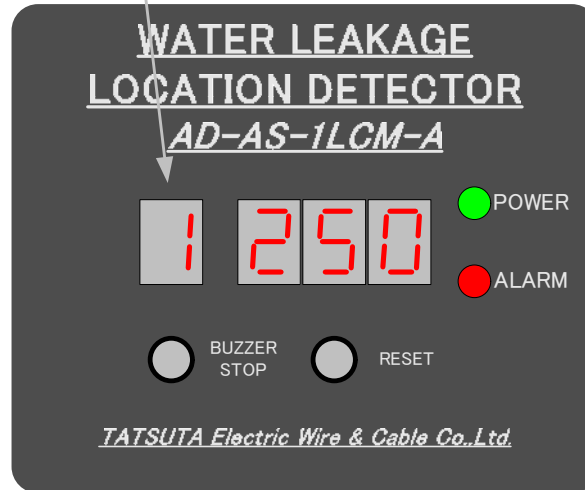 WATER LEAKAGE
LOCATION DETECTOR
AD-AS-1LCM-A
1 250
POWER
ALARM
BUZZER
STOP
RESET
TATSUTA Electric Wire & Cable Co.,Ltd.